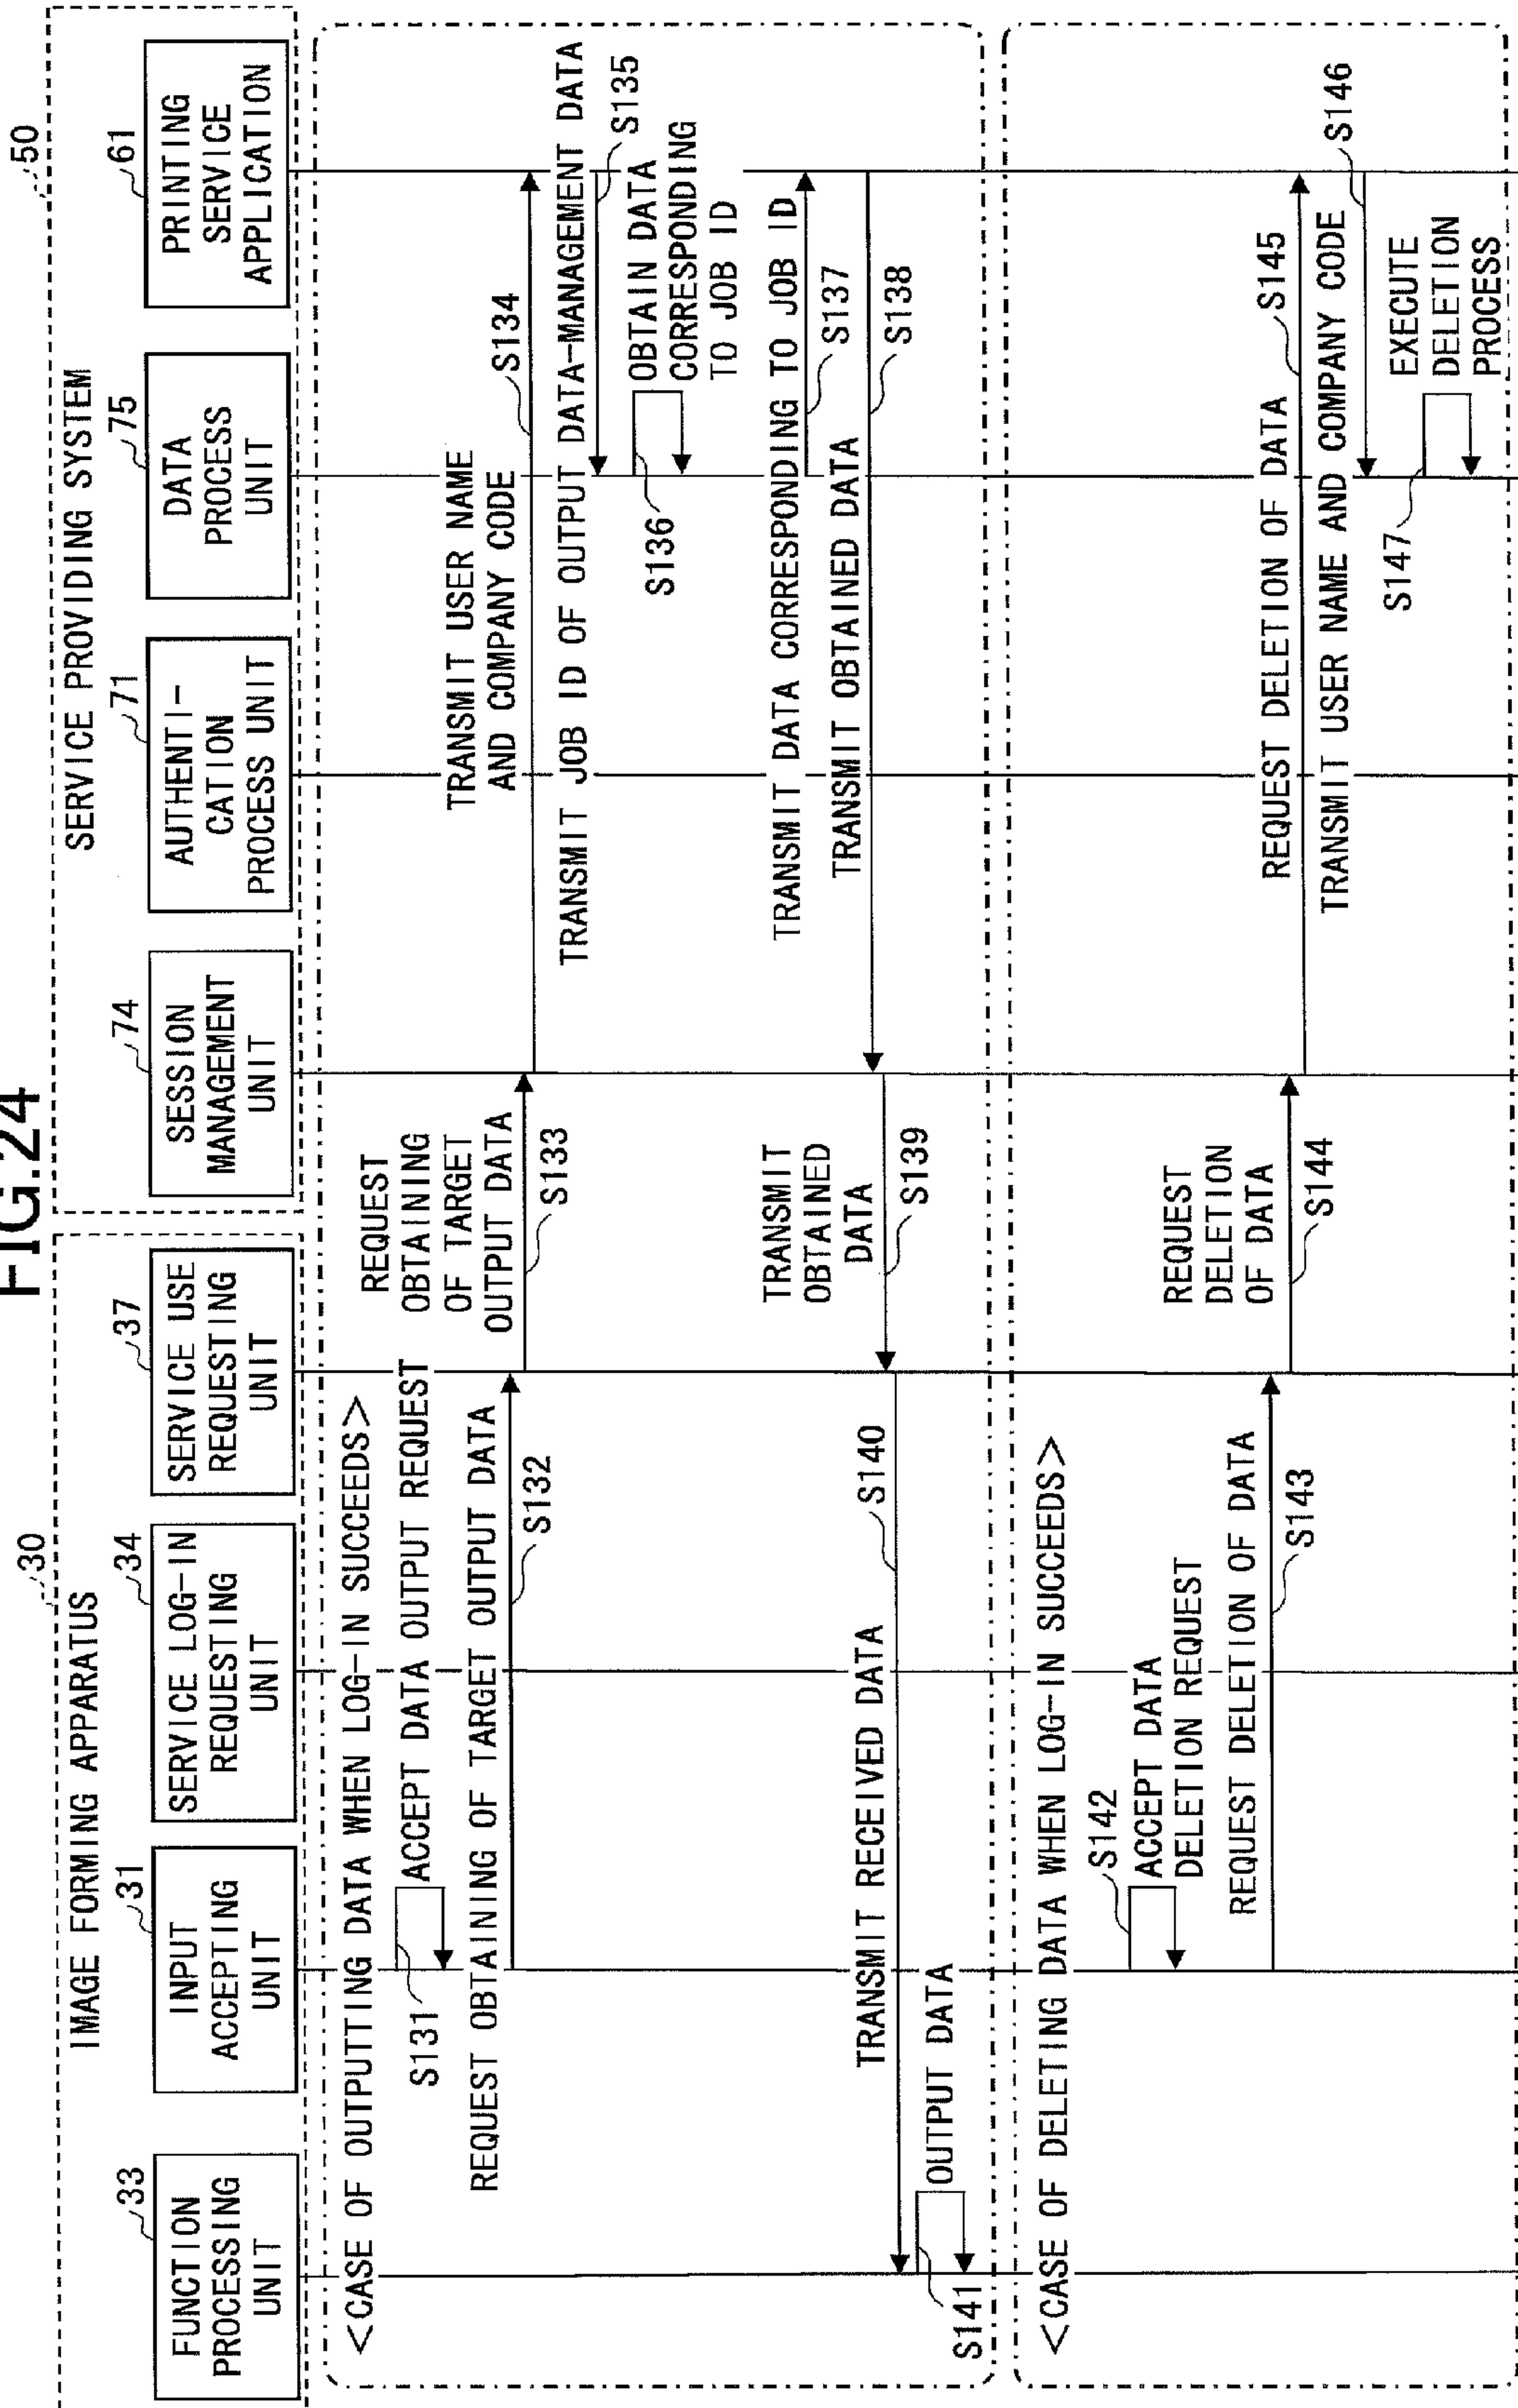 FIG.24
30
IMAGE FORMING APPARATUS
50
SERVICE PROVIDING SYSTEM
33
FUNCTION
PROCESSING
UNIT
31
INPUT
ACCEPTING
UNIT
34
SERVICE LOG-IN
REQUESTING
UNIT
37
SERVICE USE
REQUESTING
UNIT
74
SESSION
MANAGEMENT
UNIT
71
AUTHENTI-
CATION
PROCESS UNIT
75
DATA
PROCESS
UNIT
61
PRINTING
SERVICE
APPLICATION
<CASE OF OUTPUTTING DATA WHEN LOG-IN SUCCEEDS>
S131
ACCEPT DATA OUTPUT REQUEST
REQUEST OBTAINING OF TARGET OUTPUT DATA
S132
REQUEST
OBTAINING
OF TARGET
OUTPUT DATA
S133
TRANSMIT USER NAME
AND COMPANY CODE
S134
TRANSMIT JOB ID OF OUTPUT DATA-MANAGEMENT DATA
S135
S136
OBTAIN DATA
CORRESPONDING
TO JOB ID
TRANSMIT DATA CORRESPONDING TO JOB ID
S137
TRANSMIT OBTAINED DATA
S138
TRANSMIT
OBTAINED
DATA
S139
TRANSMIT RECEIVED DATA
S140
S141
OUTPUT DATA
<CASE OF DELETING DATA WHEN LOG-IN SUCCEEDS>
S142
ACCEPT DATA
DELETION REQUEST
REQUEST DELETION OF DATA
S143
REQUEST
DELETION
OF DATA
S144
REQUEST DELETION OF DATA
S145
TRANSMIT USER NAME AND COMPANY CODE
S146
S147
EXECUTE
DELETION
PROCESS